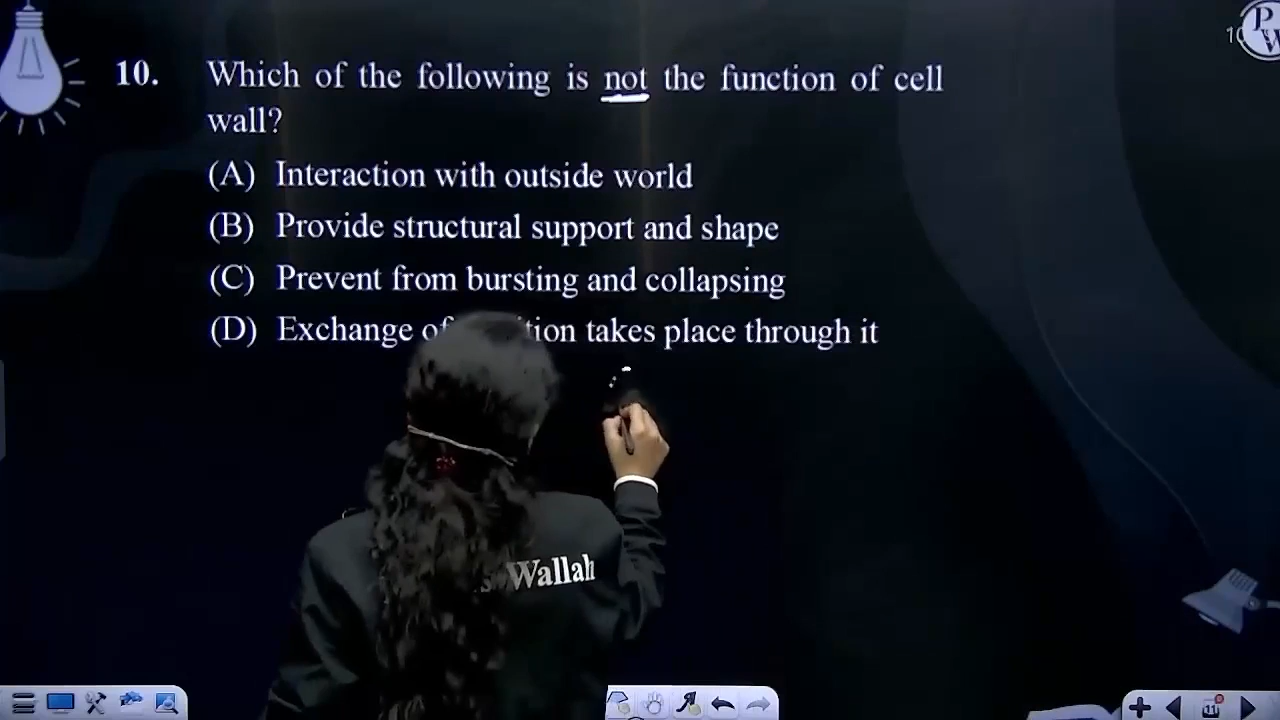 10. Which of the following is not the function of cell
wall?
(A) Interaction with outside world
(B) Provide structural support and shape
(C) Prevent from bursting and collapsing
(D) Exchange of takes place through it
Wallah
P
W
11